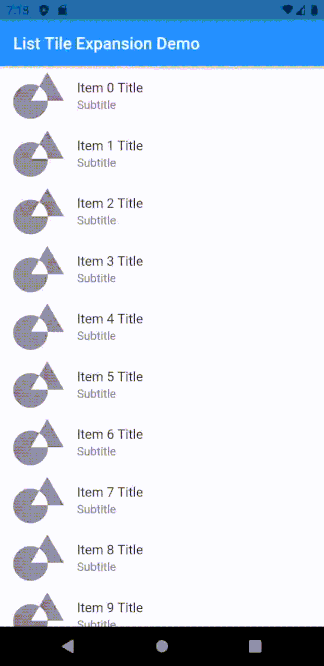 7:18
List Tile Expansion Demo
Item 0 Title
Subtitle
Item 1 Title
Subtitle
Item 2 Title
Subtitle
Item 3 Title
Subtitle
Item 4 Title
Subtitle
Item 5 Title
Subtitle
Item 6 Title
Subtitle
Item 7 Title
Subtitle
Item 8 Title
Subtitle
Item 9 Title
Subtitle